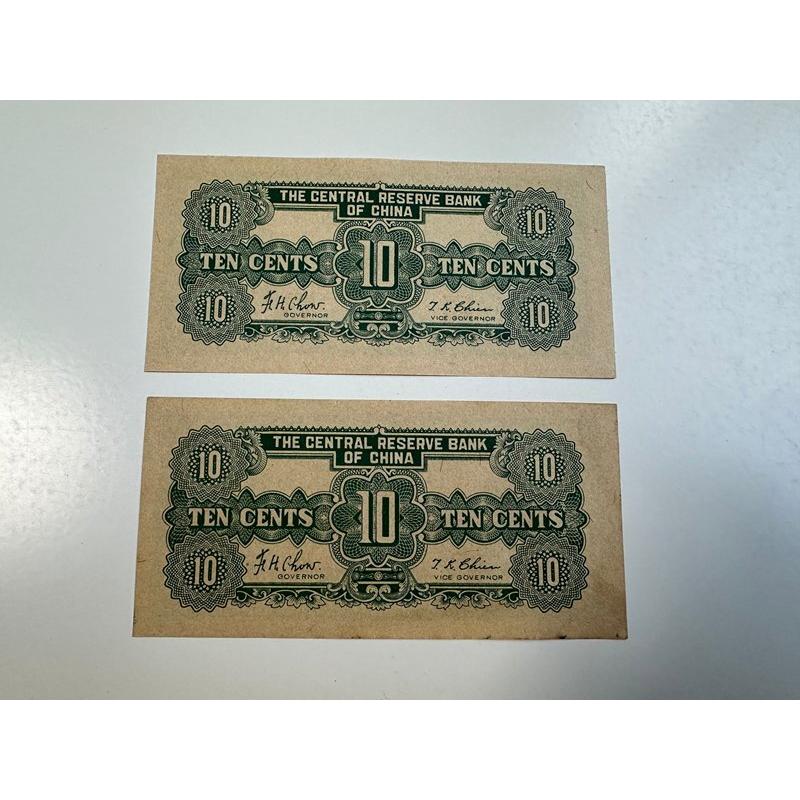 THE CENTRAL RESERVE BANK
OF CHINA
10 10
TEN CENTS 10 TEN CENTS
10 F. H. Chow. T. K. Chien 10
GOVERNOR VICE GOVERNOR
THE CENTRAL RESERVE BANK
OF CHINA
10 10
TEN CENTS 10 TEN CENTS
10 F. H. Chow. T. K. Chien 10
GOVERNOR VICE GOVERNOR